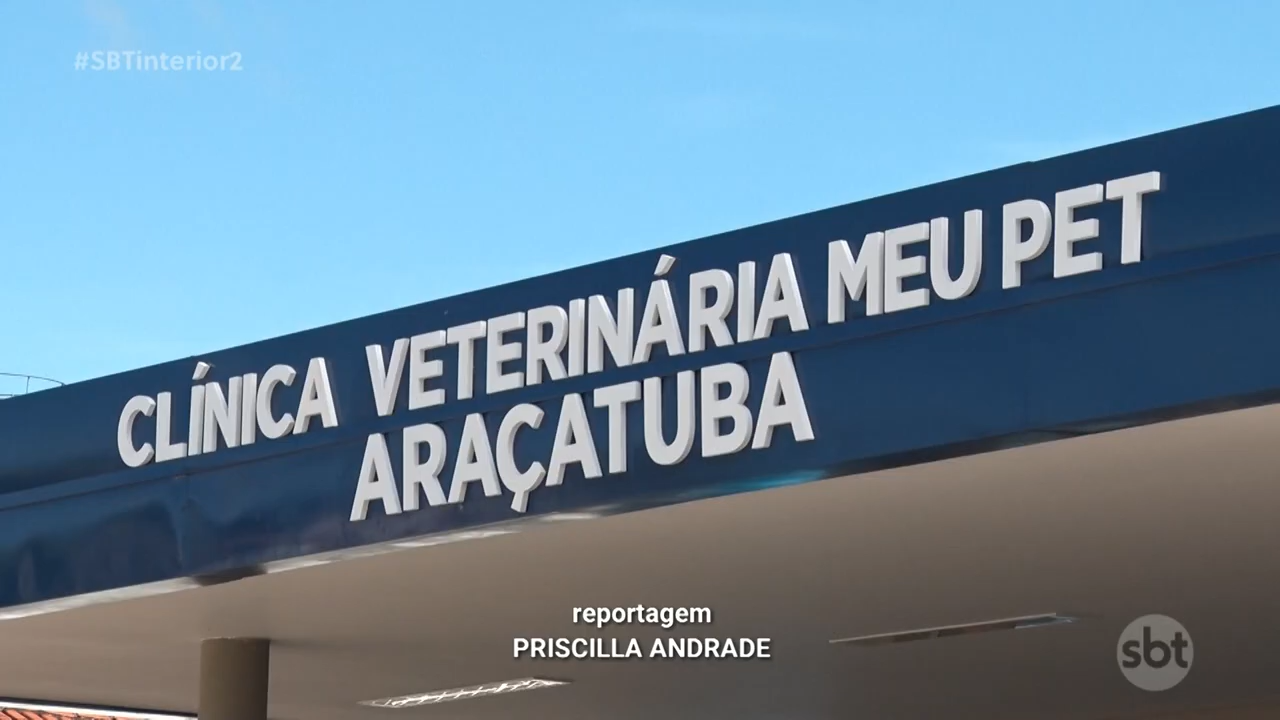 #SBTinterior2
CLÍNICA VETERINÁRIA MEU PET
ARAÇATUBA
reportagem
PRISCILLA ANDRADE
sbt